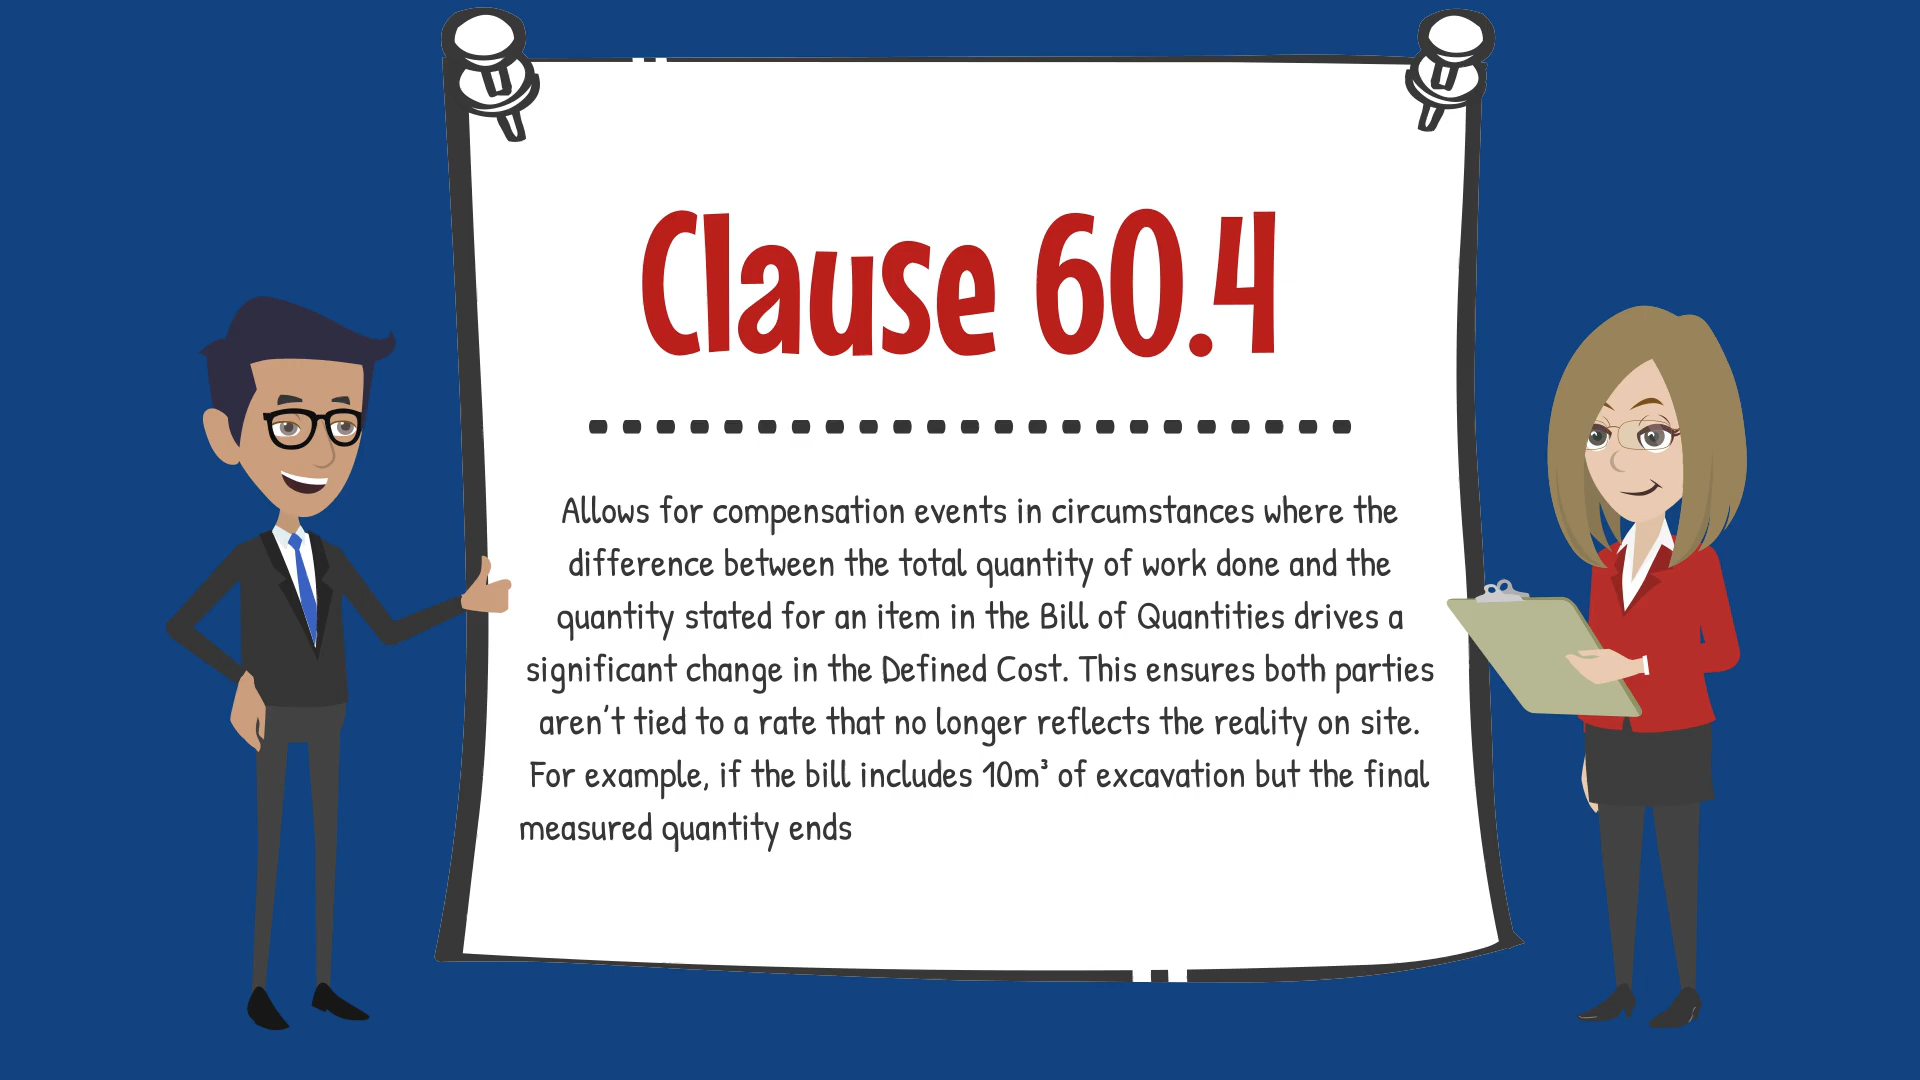 Clause 60.4
Allows for compensation events in circumstances where the
difference between the total quantity of work done and the
quantity stated for an item in the Bill of Quantities drives a
significant change in the Defined Cost. This ensures both parties
aren't tied to a rate that no longer reflects the reality on site.
For example, if the bill includes 10m³ of excavation but the final
measured quantity ends